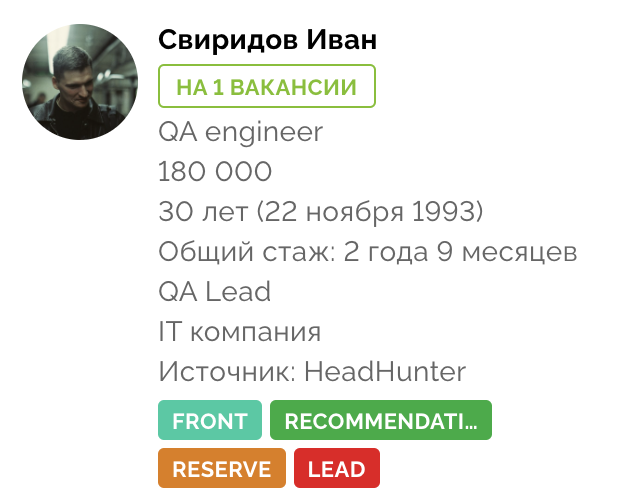 Свиридов Иван
НА 1 ВАКАНСИИ
QA engineer
180 000
30 лет (22 ноября 1993)
Общий стаж: 2 года 9 месяцев
QA Lead
IT компания
Источник: HeadHunter
FRONT RECOMMENDATI...
RESERVE LEAD